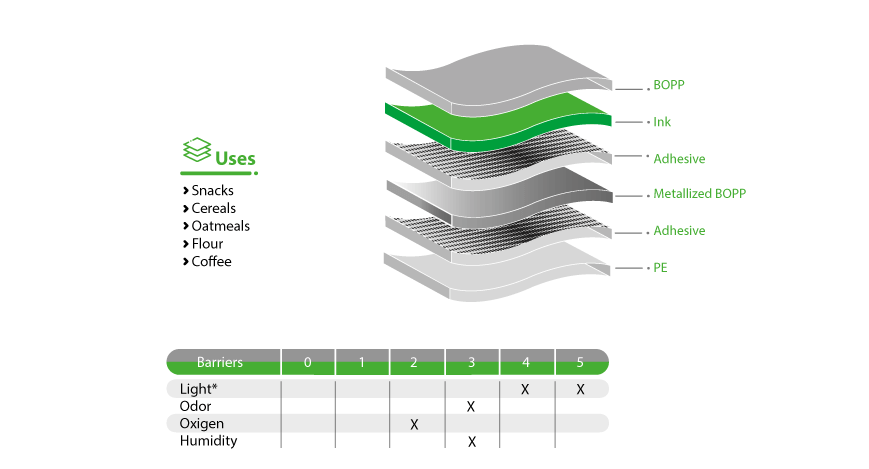 Uses
Snacks
Cereals
Oatmeals
Flour
Coffee
BOPP
Ink
Adhesive
Metallized BOPP
Adhesive
PE
Barriers 0 1 2 3 4 5
Light* X X
Odor X
Oxigen X
Humidity X